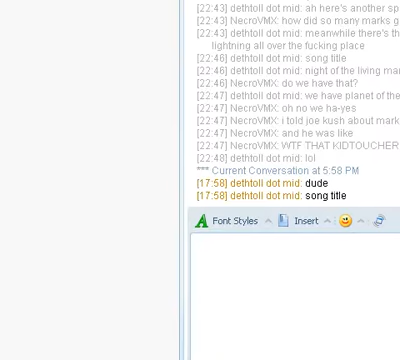 [22:43] dethtoll dot mid: ah here's another sp
[22:43] NecroVMX: how did so many marks g
[22:43] dethtoll dot mid: meanwhile there's th
lightning all over the fucking place
[22:46] dethtoll dot mid: song title
[22:46] dethtoll dot mid: night of the living mar
[22:46] NecroVMX: do we have that?
[22:47] dethtoll dot mid: we have planet of the
[22:47] NecroVMX: oh no we ha-yes
[22:47] NecroVMX: i told joe kush about mark
[22:47] NecroVMX: and he was like
[22:47] NecroVMX: WTF THAT KIDTOUCHER
[22:48] dethtoll dot mid: lol
*** Current Conversation at 5:58 PM
[17:58] dethtoll dot mid: dude
[17:58] dethtoll dot mid: song title
Font Styles Insert